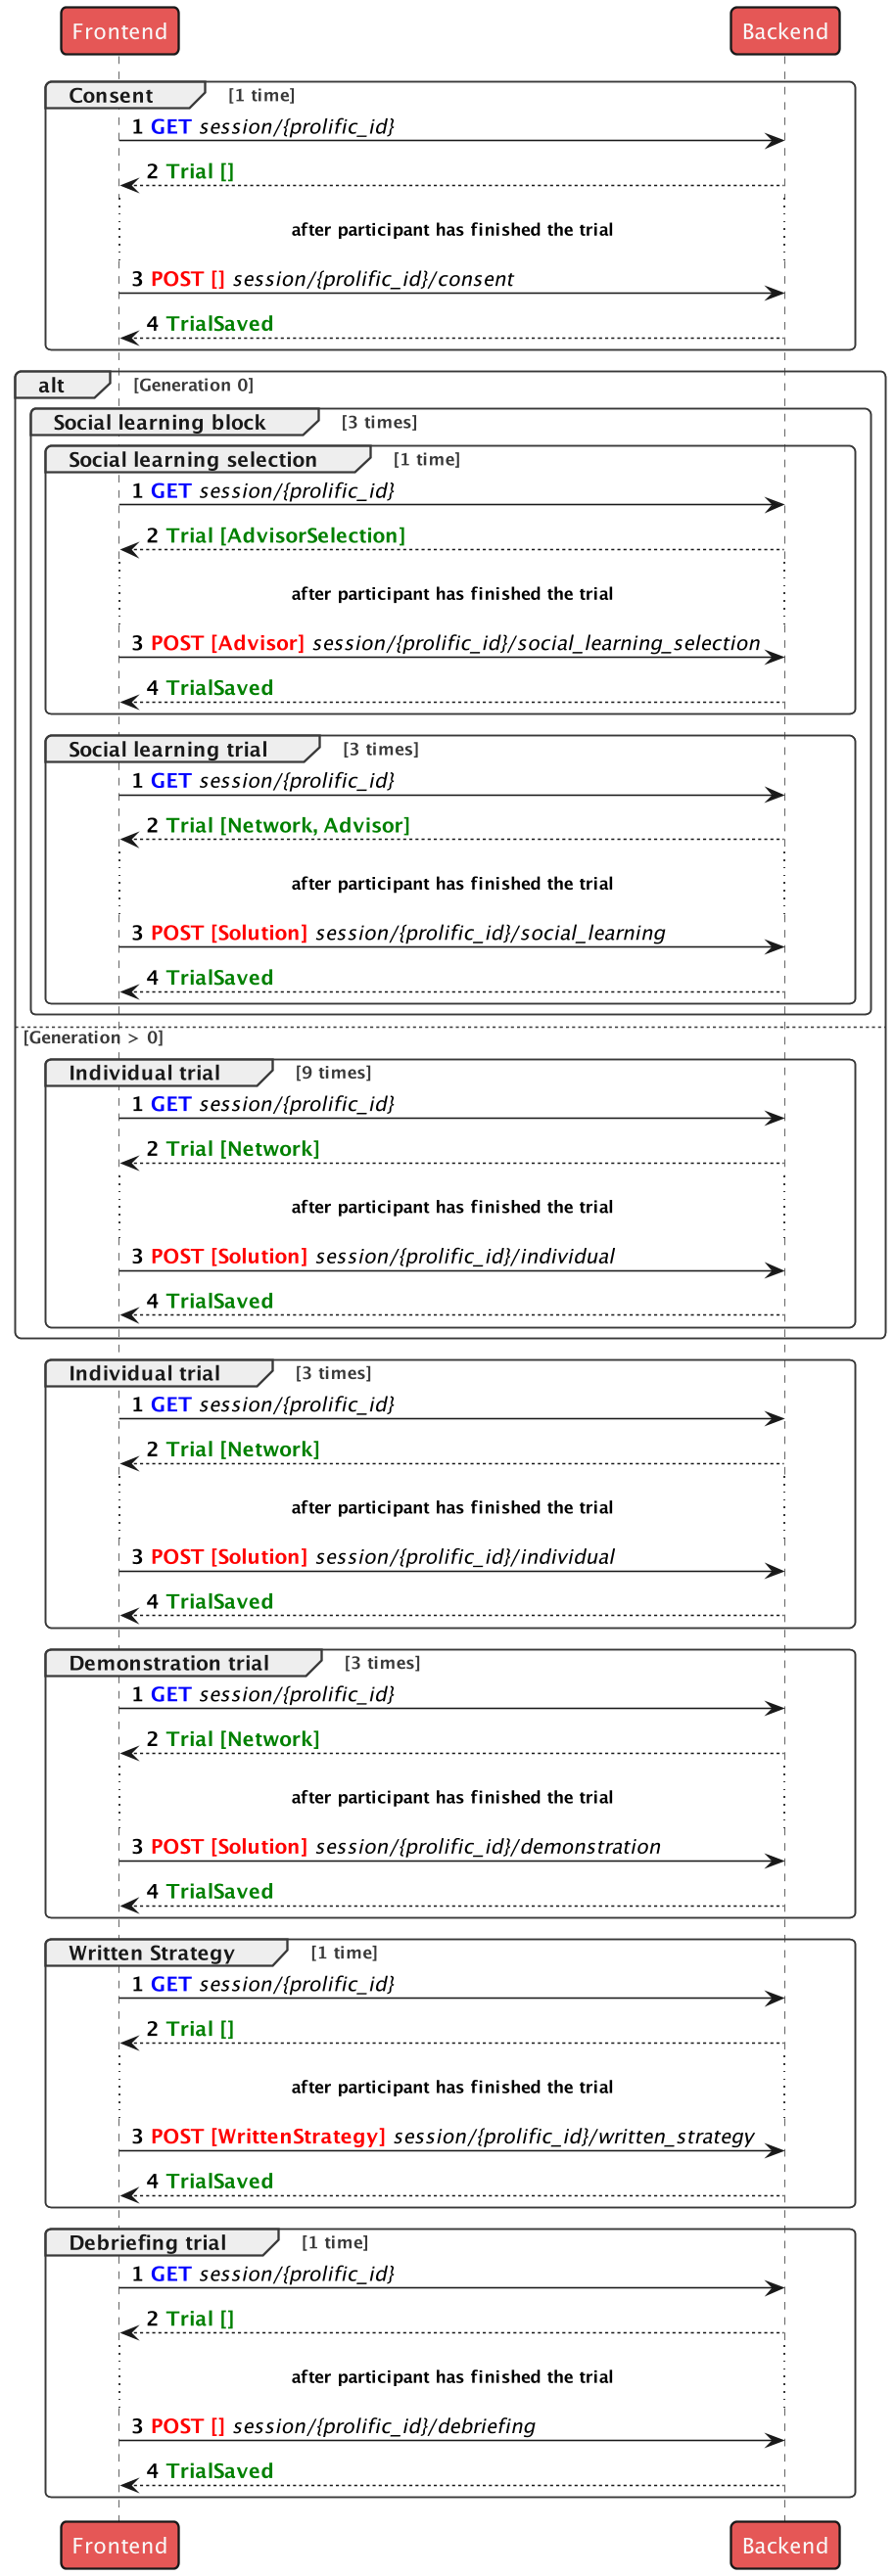 Frontend Backend
Consent [1 time]
1 GET session/{prolific_id}
2 Trial []
after participant has finished the trial
3 POST [] session/{prolific_id}/consent
4 TrialSaved
alt [Generation 0]
Social learning block [3 times]
Social learning selection [1 time]
1 GET session/{prolific_id}
2 Trial [AdvisorSelection]
after participant has finished the trial
3 POST [Advisor] session/{prolific_id}/social_learning_selection
4 TrialSaved
Social learning trial [3 times]
1 GET session/{prolific_id}
2 Trial [Network, Advisor]
after participant has finished the trial
3 POST [Solution] session/{prolific_id}/social_learning
4 TrialSaved
[Generation > 0]
Individual trial [9 times]
1 GET session/{prolific_id}
2 Trial [Network]
after participant has finished the trial
3 POST [Solution] session/{prolific_id}/individual
4 TrialSaved
Individual trial [3 times]
1 GET session/{prolific_id}
2 Trial [Network]
after participant has finished the trial
3 POST [Solution] session/{prolific_id}/individual
4 TrialSaved
Demonstration trial [3 times]
1 GET session/{prolific_id}
2 Trial [Network]
after participant has finished the trial
3 POST [Solution] session/{prolific_id}/demonstration
4 TrialSaved
Written Strategy [1 time]
1 GET session/{prolific_id}
2 Trial []
after participant has finished the trial
3 POST [WrittenStrategy] session/{prolific_id}/written_strategy
4 TrialSaved
Debriefing trial [1 time]
1 GET session/{prolific_id}
2 Trial []
after participant has finished the trial
3 POST [] session/{prolific_id}/debriefing
4 TrialSaved
Frontend Backend